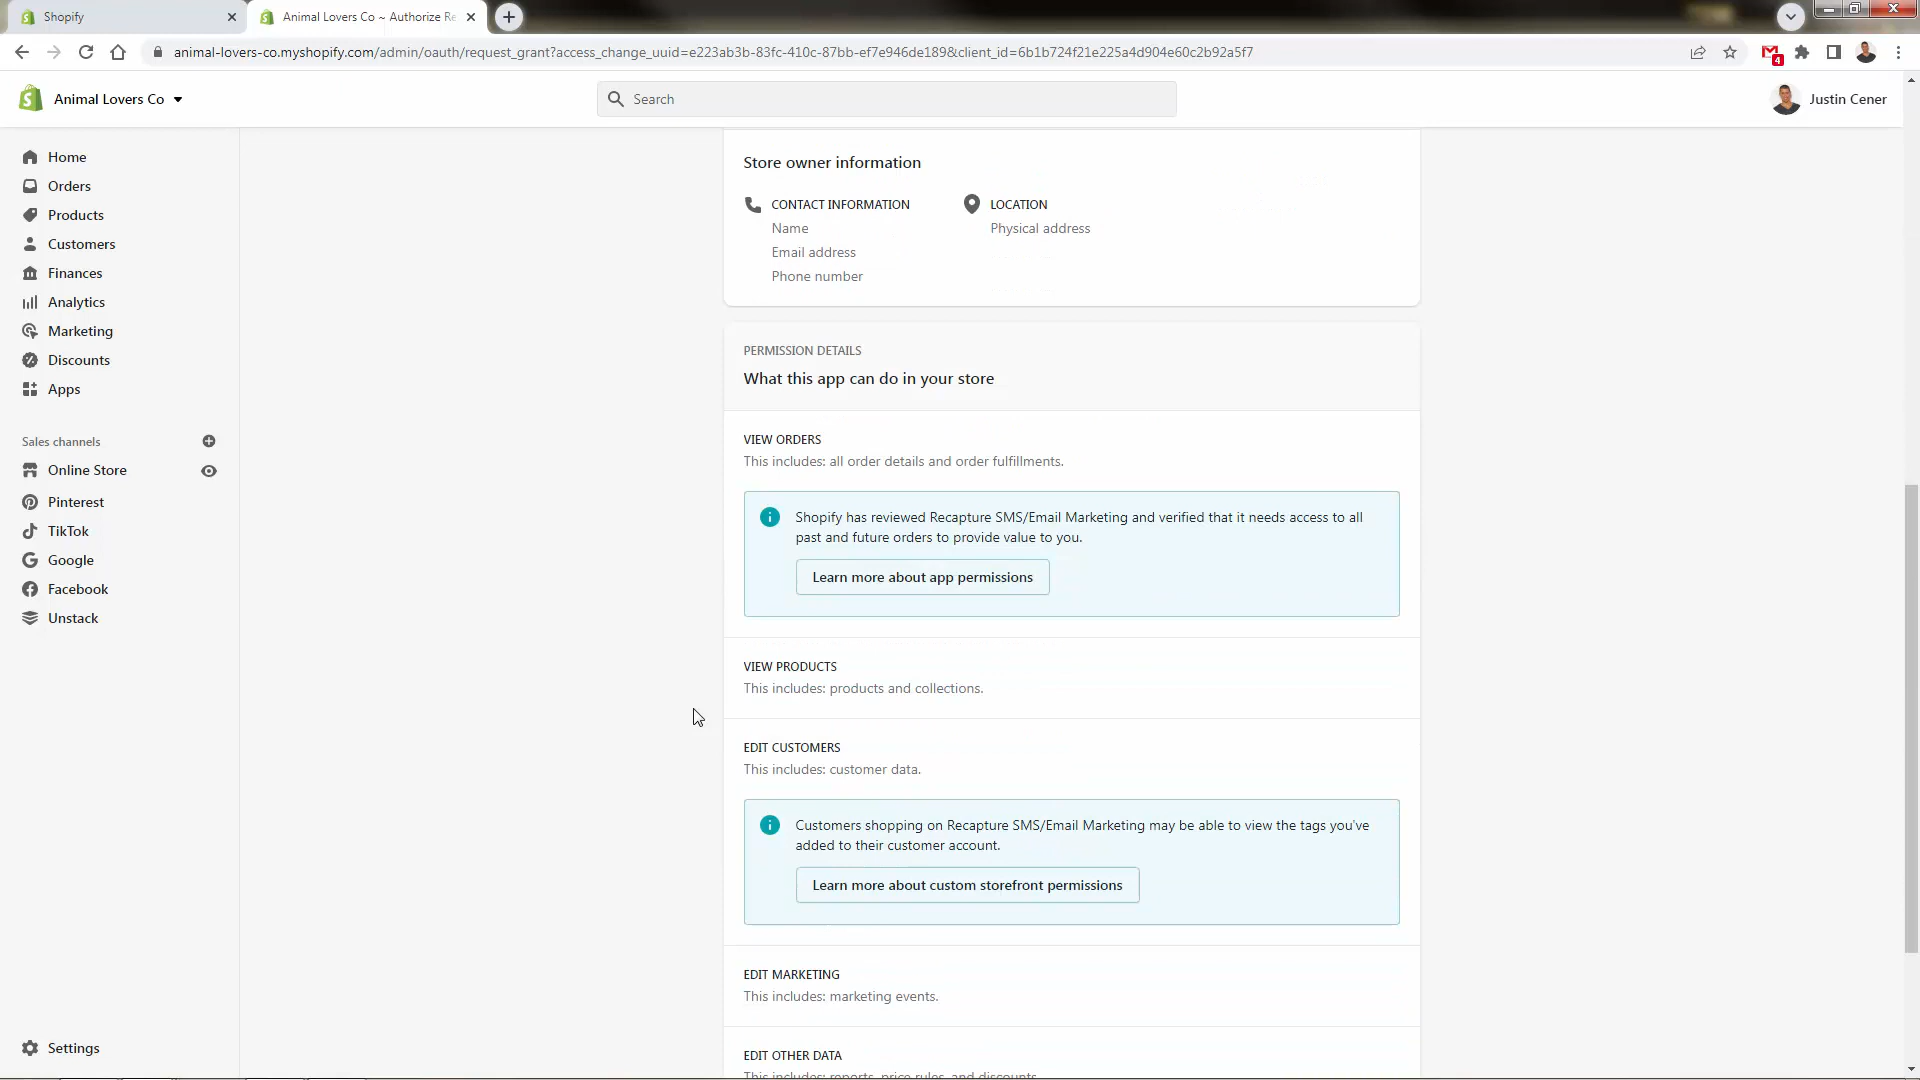 Shopify
Animal Lovers Co ~ Authorize Re
animal-lovers-co.myshopify.com/admin/oauth/request_grant?access_change_uuid=e223ab3b-83fc-410c-87bb-ef7e946de189&client_id=6b1b724f21e225a4d904e60c2b92a5f7
4
Animal Lovers Co
Search
Justin Cener
Home
Orders
Products
Customers
Finances
Analytics
Marketing
Discounts
Apps
Sales channels
Online Store
Pinterest
TikTok
Google
Facebook
Unstack
Settings
Store owner information
CONTACT INFORMATION
Name
Email address
Phone number
LOCATION
Physical address
PERMISSION DETAILS
What this app can do in your store
VIEW ORDERS
This includes: all order details and order fulfillments.
Shopify has reviewed Recapture SMS/Email Marketing and verified that it needs access to all
past and future orders to provide value to you.
Learn more about app permissions
VIEW PRODUCTS
This includes: products and collections.
EDIT CUSTOMERS
This includes: customer data.
Customers shopping on Recapture SMS/Email Marketing may be able to view the tags you've
added to their customer account.
Learn more about custom storefront permissions
EDIT MARKETING
This includes: marketing events.
EDIT OTHER DATA
This includes: reports, price rules, and discounts.